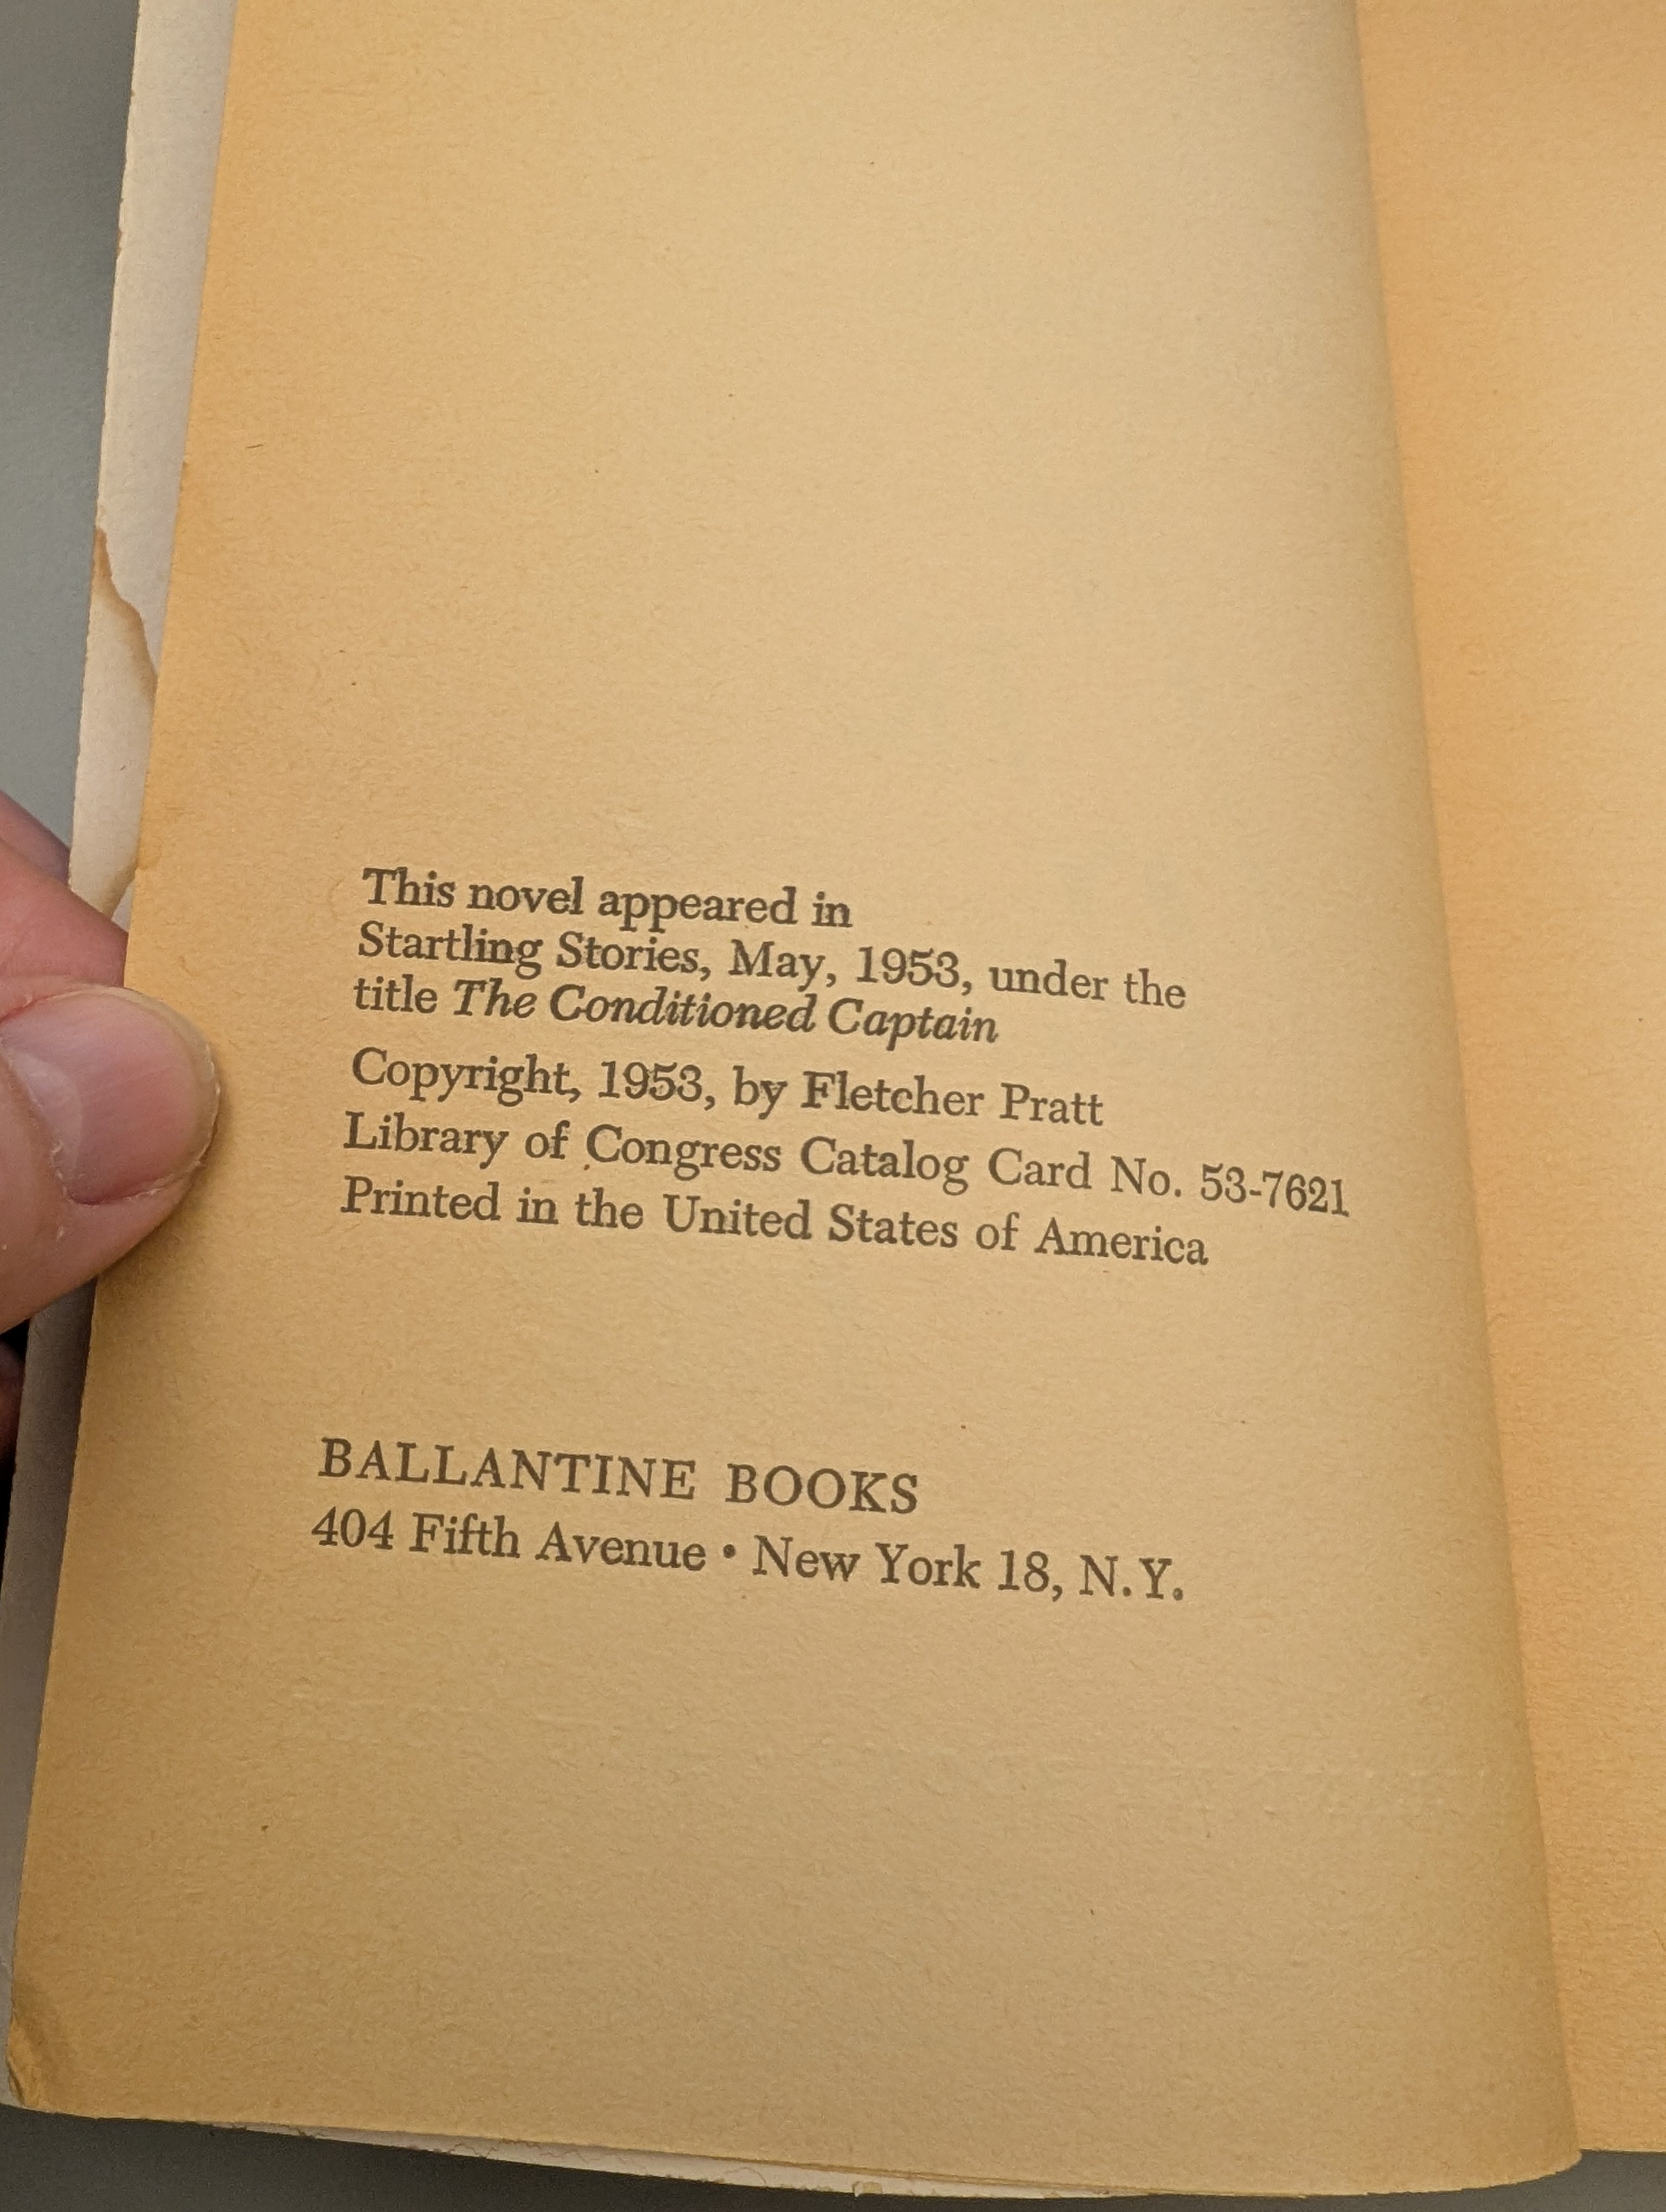 This novel appeared in
Startling Stories, May, 1953, under the
title The Conditioned Captain
Copyright, 1953, by Fletcher Pratt
Library of Congress Catalog Card No. 53-7621
Printed in the United States of America
BALLANTINE BOOKS
404 Fifth Avenue • New York 18, N.Y.